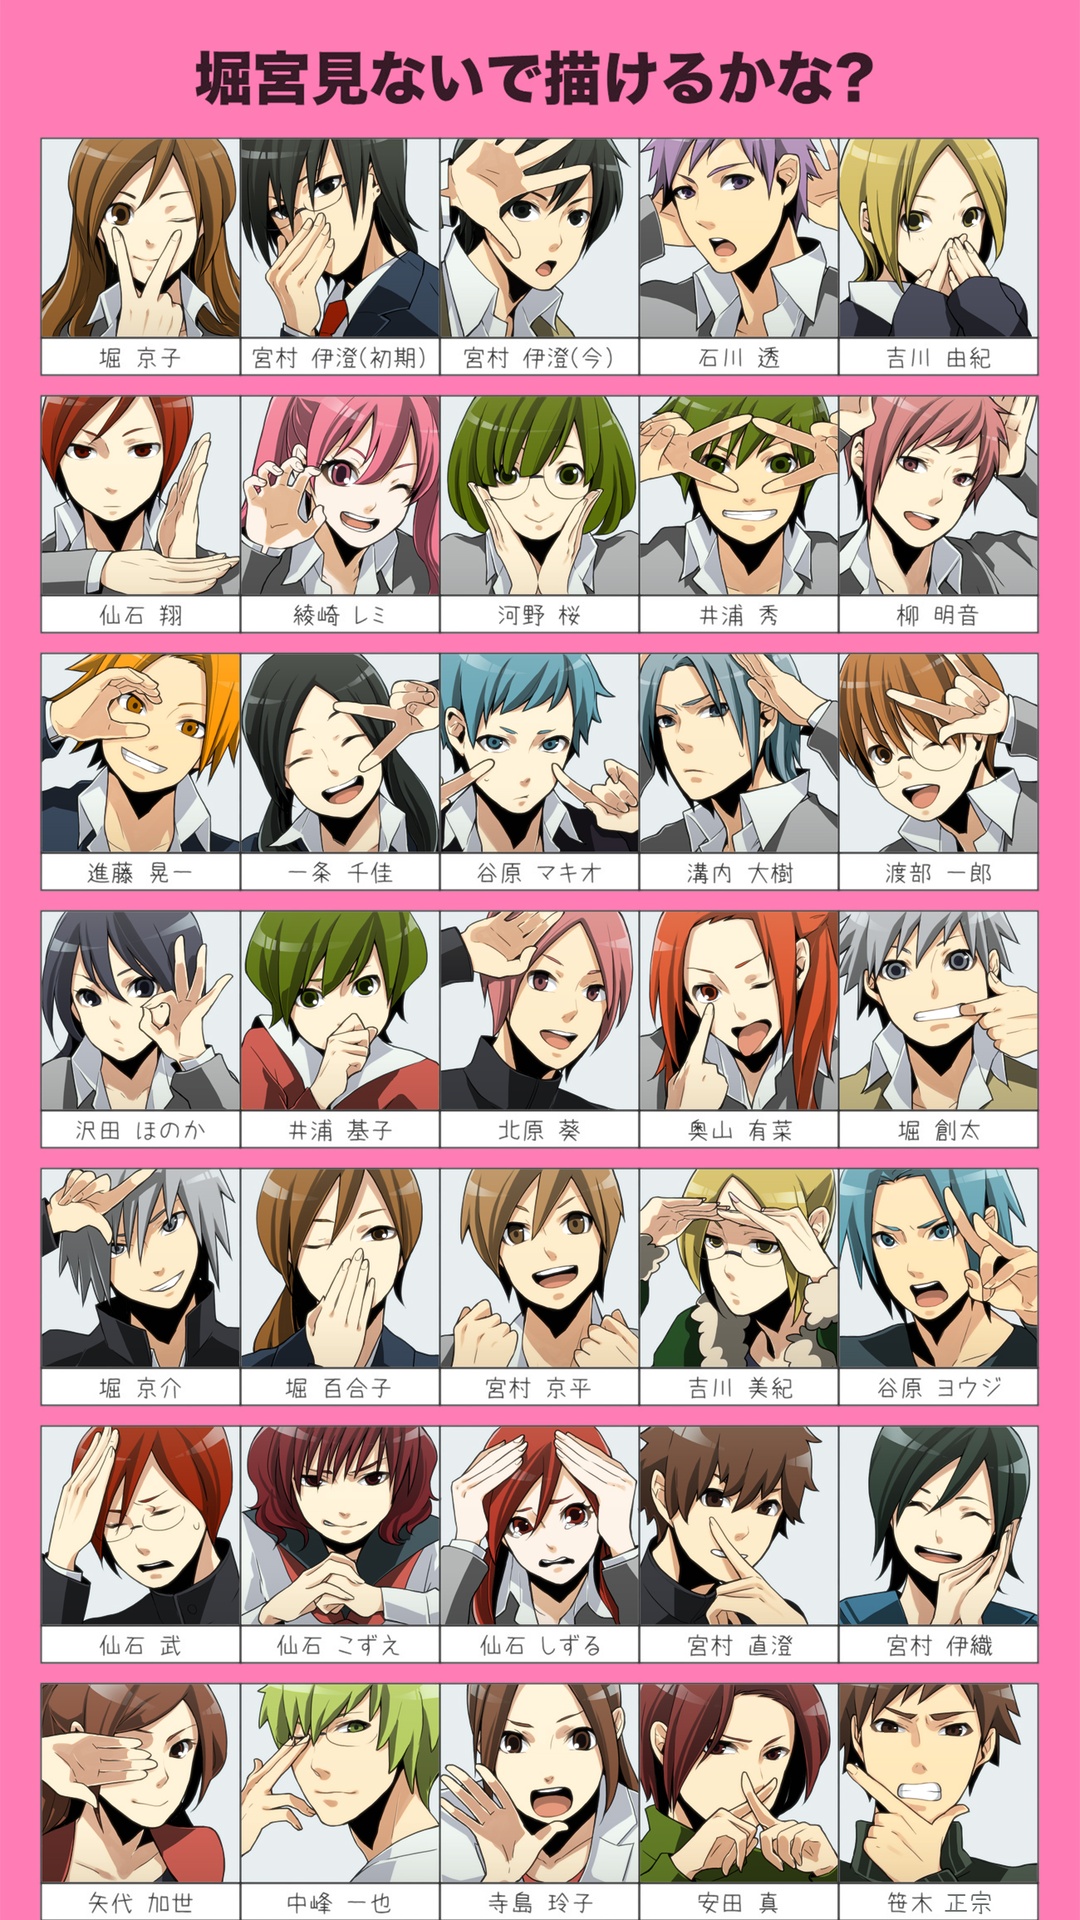 堀宮見ないで描けるかな?
堀 京子
宮村 伊澄(初期)
宮村 伊澄(今)
石川 透
吉川 由紀
仙石 翔
綾崎 レミ
河野 桜
井浦 秀
柳 明音
進藤 晃一
一条 千佳
谷原 マキオ
溝内 大樹
渡部 一郎
沢田 ほのか
井浦 基子
北原 葵
奥山 有菜
堀 創太
堀 京介
堀 百合子
宮村 京平
吉川 美紀
谷原 ヨウジ
仙石 武
仙石 こずえ
仙石 しずる
宮村 直澄
宮村 伊織
矢代 加世
中峰 一也
寺島 玲子
安田 真
笹木 正宗